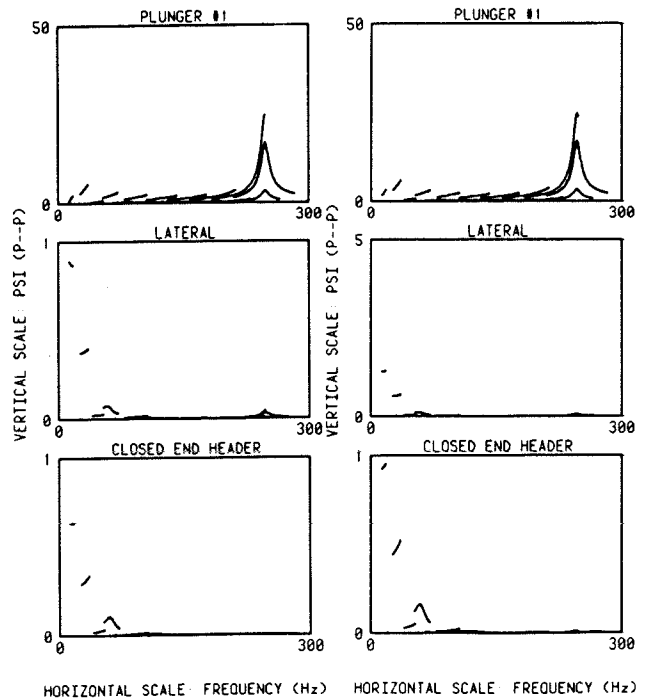 PLUNGER #1
50
0
0
300
LATERAL
1
0
0
300
CLOSED END HEADER
1
0
0
300
VERTICAL SCALE: PSI (P--P)
HORIZONTAL SCALE: FREQUENCY (Hz)
PLUNGER #1
50
0
0
300
LATERAL
5
0
0
300
CLOSED END HEADER
1
0
0
300
VERTICAL SCALE: PSI (P--P)
HORIZONTAL SCALE: FREQUENCY (Hz)